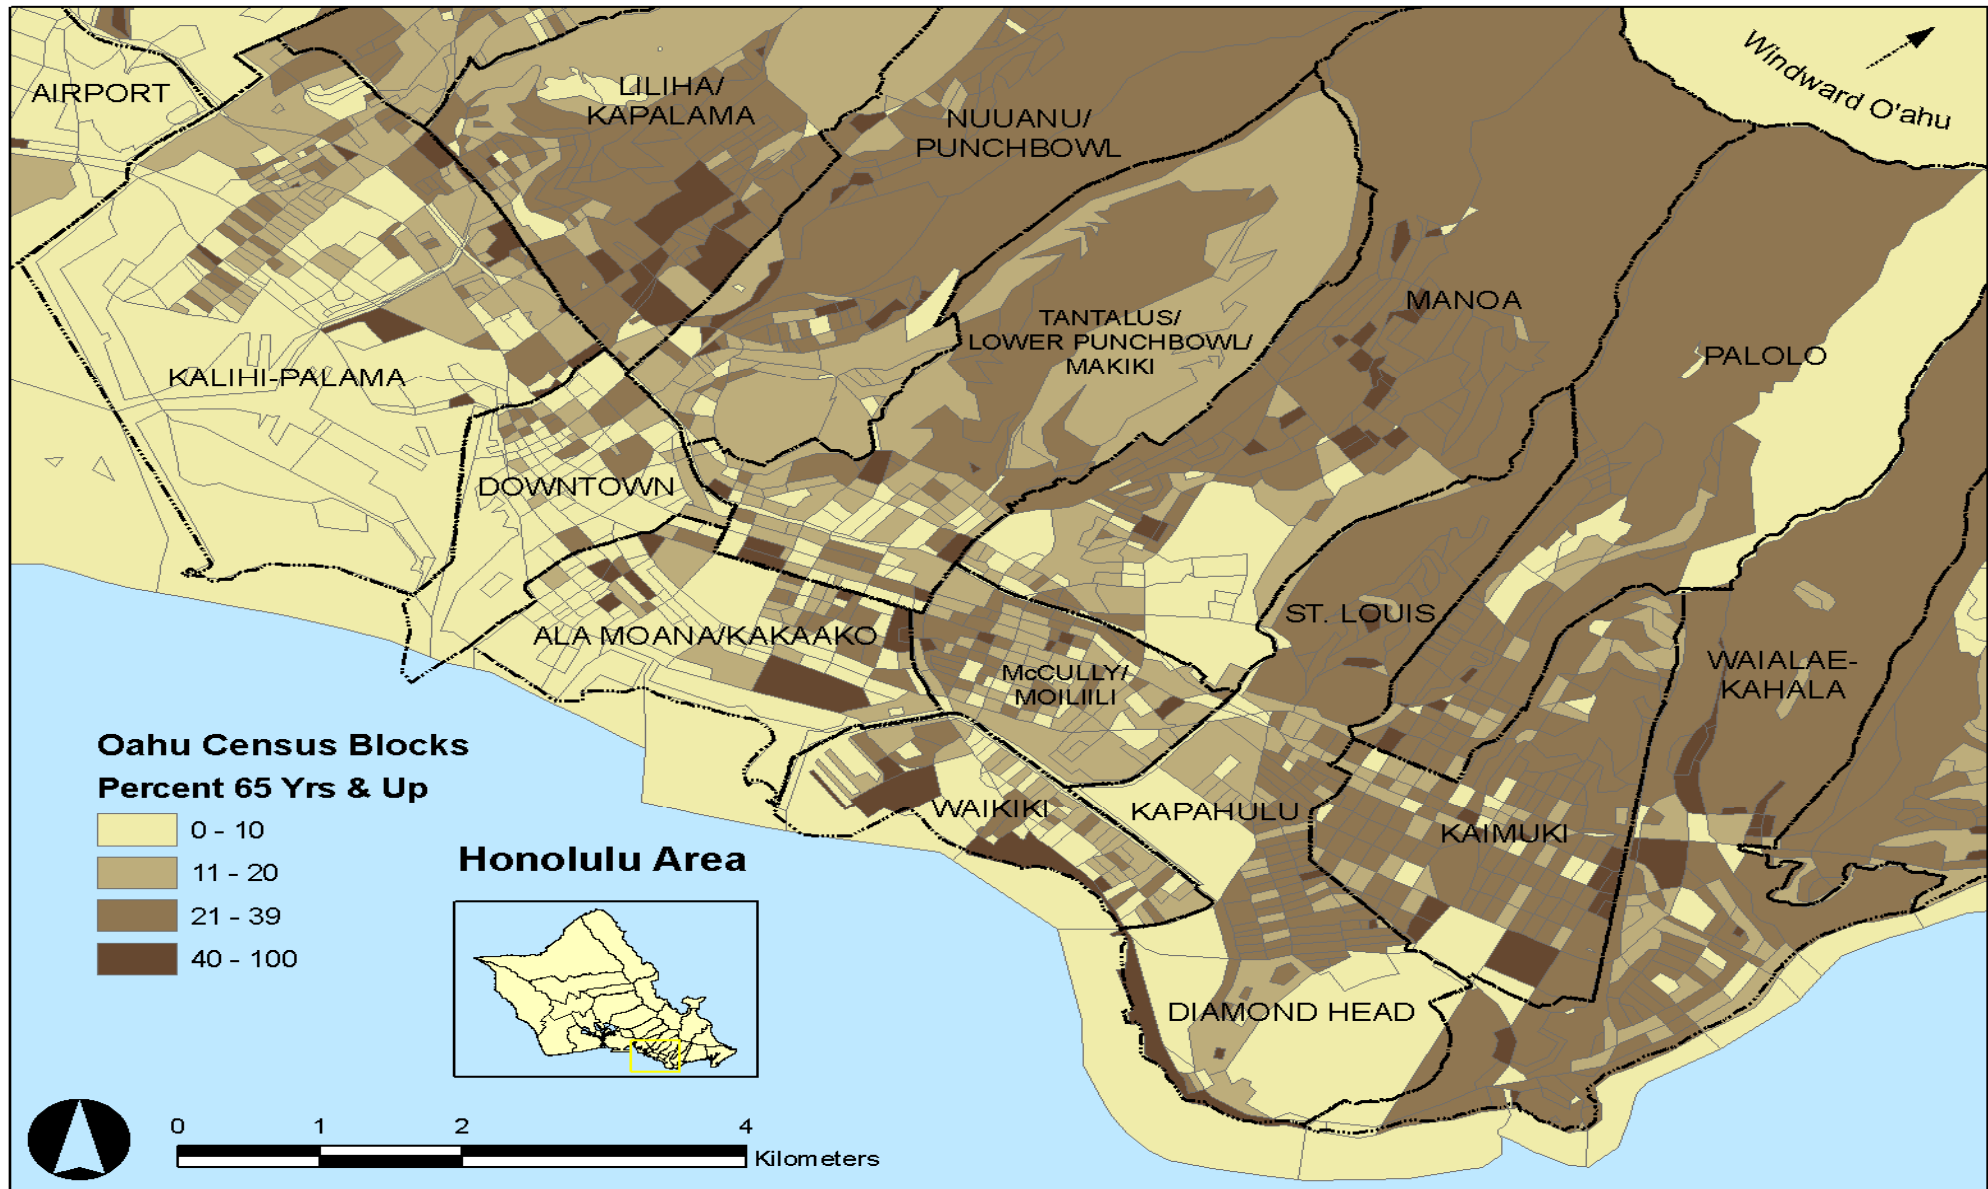 AIRPORT
LILIHA/
KAPALAMA
NUUANU/
PUNCHBOWL
Windward O'ahu
TANTALUS/
LOWER PUNCHBOWL/
MAKIKI
MANOA
PALOLO
KALIHI-PALAMA
DOWNTOWN
ALA MOANA/KAKAAKO
McCULLY/
MOILIILI
ST. LOUIS
WAIALAE-
KAHALA
WAIKIKI
KAPAHULU
KAIMUKI
DIAMOND HEAD
Oahu Census Blocks
Percent 65 Yrs & Up
0 - 10
11 - 20
21 - 39
40 - 100
Honolulu Area
0 1 2 4
Kilometers